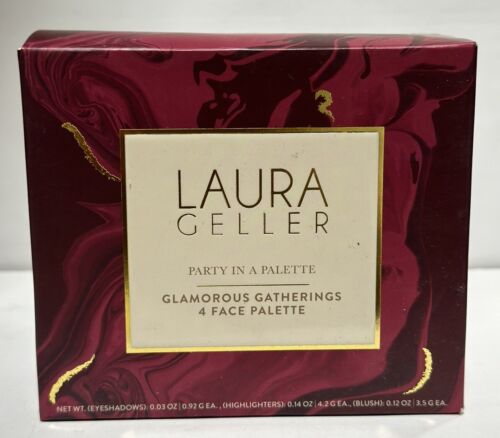 LAURA
GELLER
PARTY IN A PALETTE
GLAMOROUS GATHERINGS
4 FACE PALETTE
NET WT. (EYESHADOWS): 0.03 OZ | 0.92 G EA., (HIGHLIGHTERS): 0.14 OZ | 4.2 G EA., (BLUSH): 0.12 OZ | 3.5 G EA.